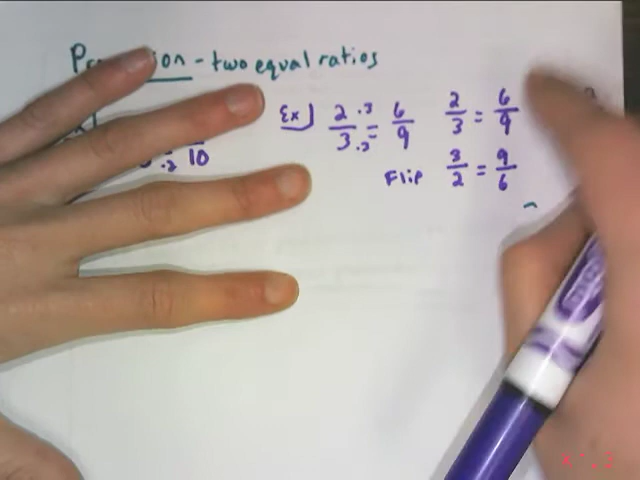 - two equal ratios
Ex] 2/3 ·3/·3 = 6/9
2/3 = 6/9
10
·2
Flip 3/2 = 9/6